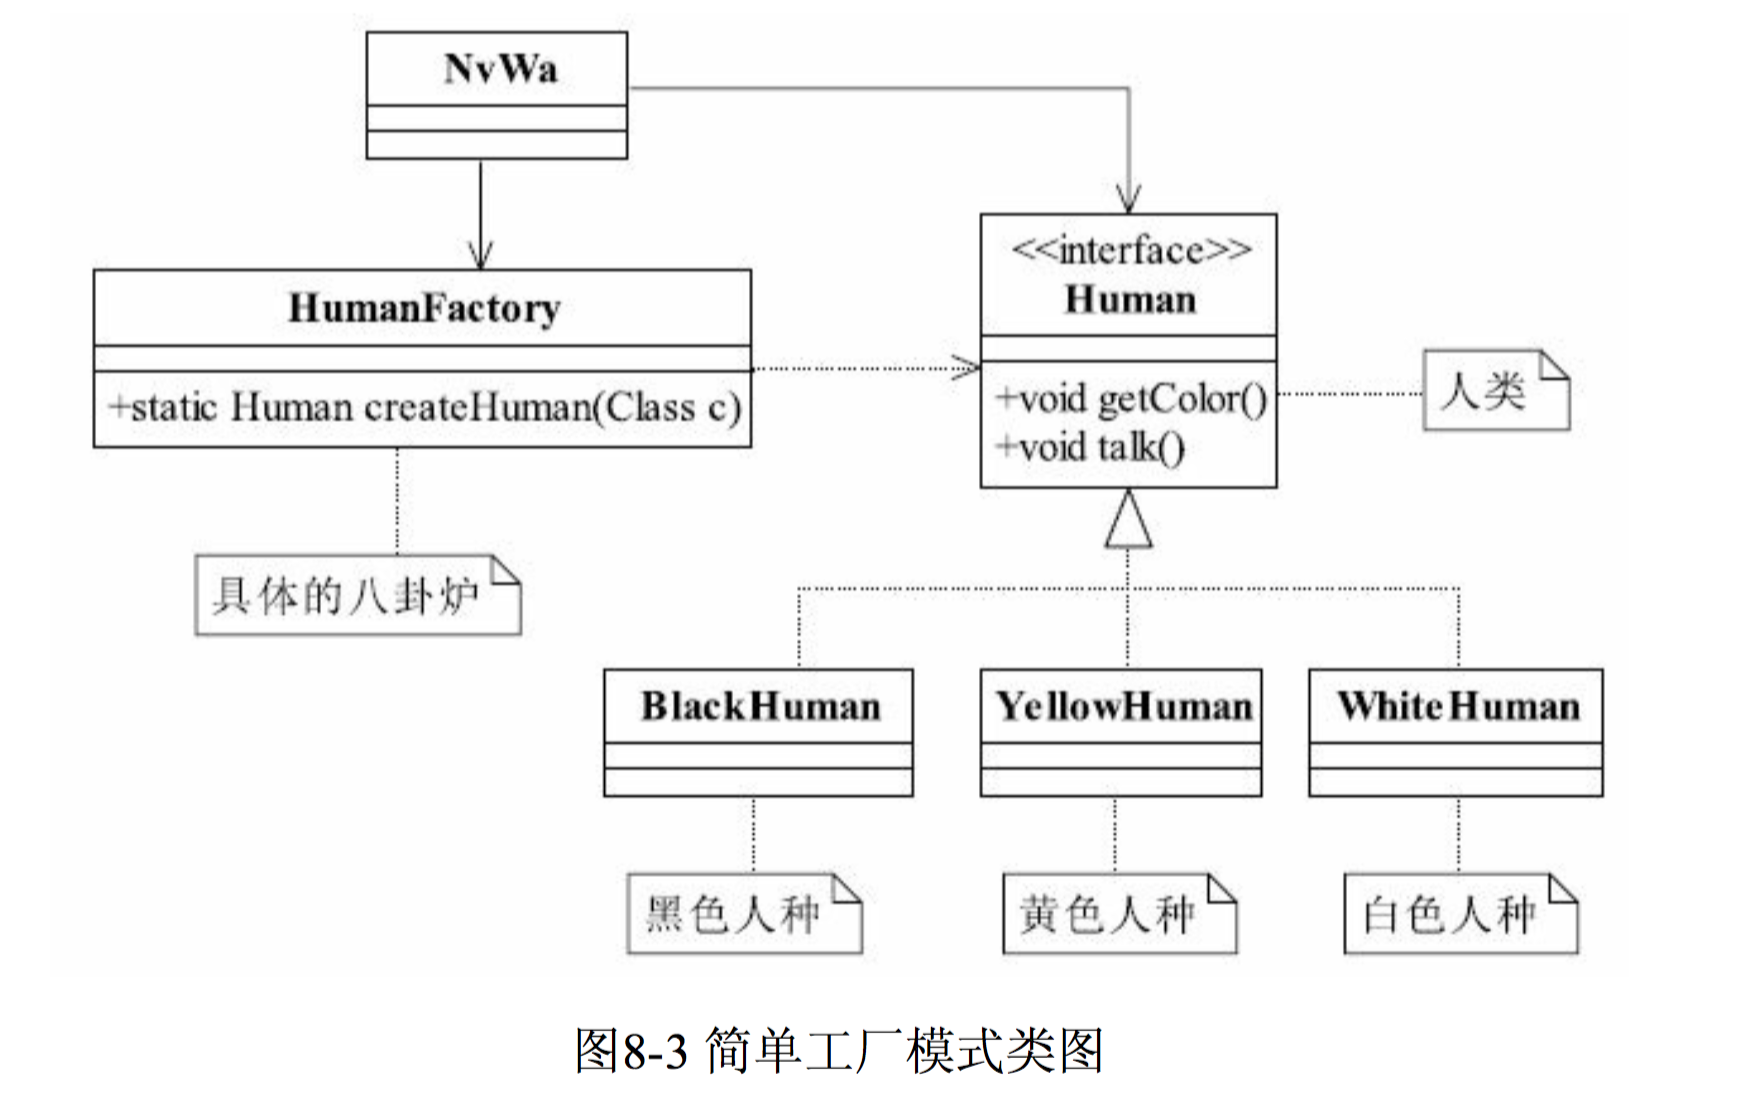 NvWa
<<interface>>
Human
HumanFactory
+static Human createHuman(Class c)
+void getColor()
+void talk()
人类
具体的八卦炉
BlackHuman
YellowHuman
WhiteHuman
黑色人种
黄色人种
白色人种
图8-3 简单工厂模式类图